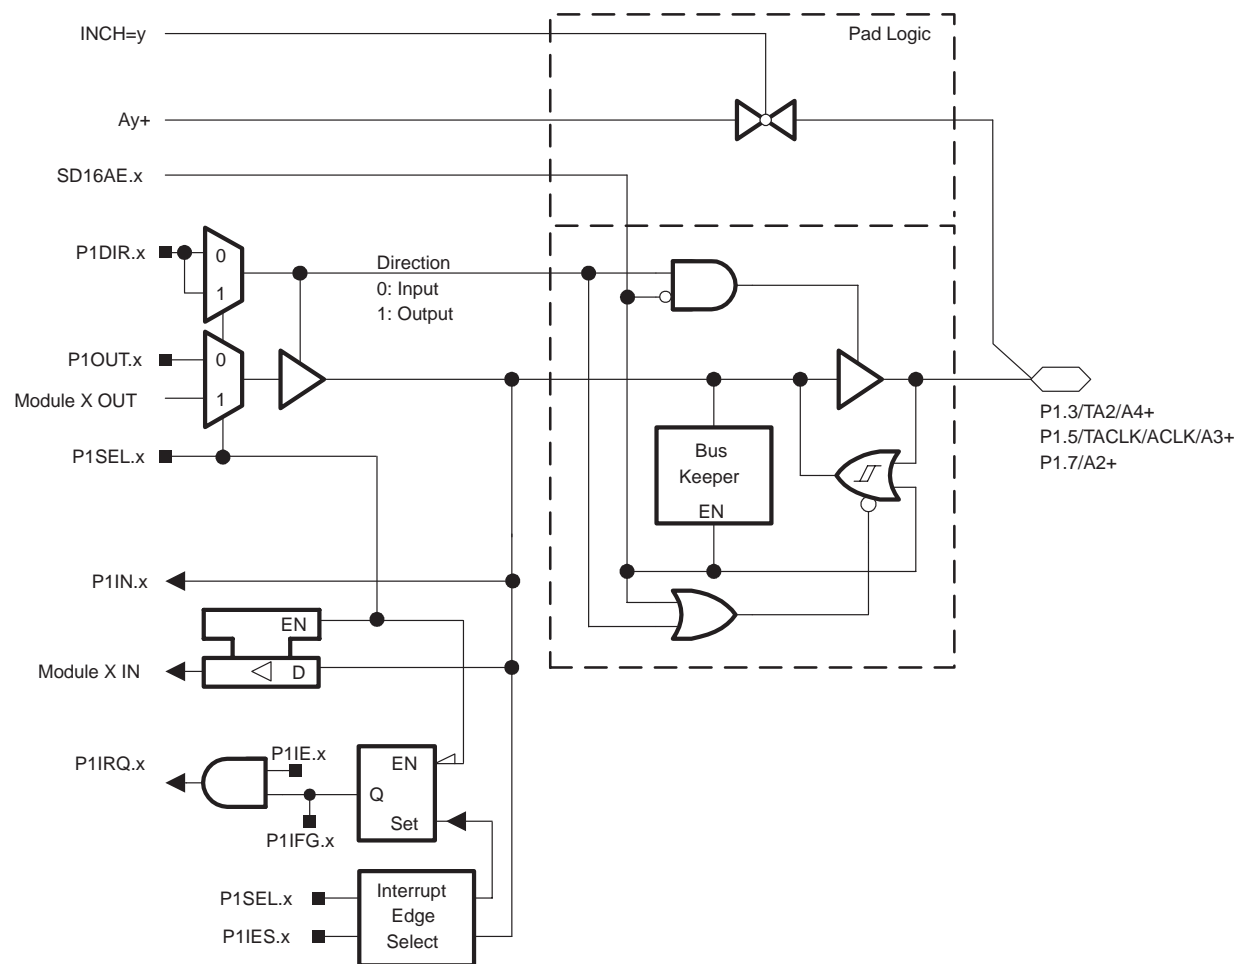 INCH=y
Pad Logic
Ay+
SD16AE.x
P1DIR.x
0
1
Direction
0: Input
1: Output
P1OUT.x
0
Module X OUT
1
P1SEL.x
P1.3/TA2/A4+
P1.5/TACLK/ACLK/A3+
P1.7/A2+
Bus
Keeper
EN
P1IN.x
EN
Module X IN
D
P1IRQ.x
P1IE.x
EN
Q
Set
P1IFG.x
P1SEL.x
P1IES.x
Interrupt
Edge
Select